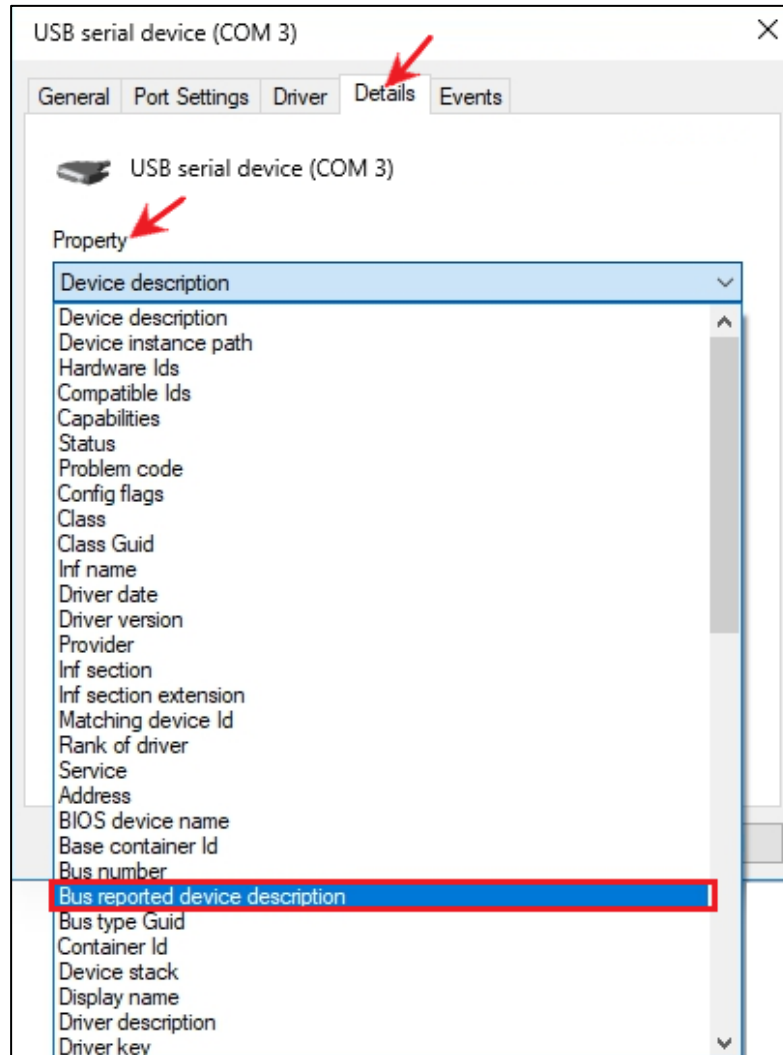 USB serial device (COM 3)
General Port Settings Driver Details Events
USB serial device (COM 3)
Property
Device description
Device description
Device instance path
Hardware Ids
Compatible Ids
Capabilities
Status
Problem code
Config flags
Class
Class Guid
Inf name
Driver date
Driver version
Provider
Inf section
Inf section extension
Matching device Id
Rank of driver
Service
Address
BIOS device name
Base container Id
Bus number
Bus reported device description
Bus type Guid
Container Id
Device stack
Display name
Driver description
Driver key